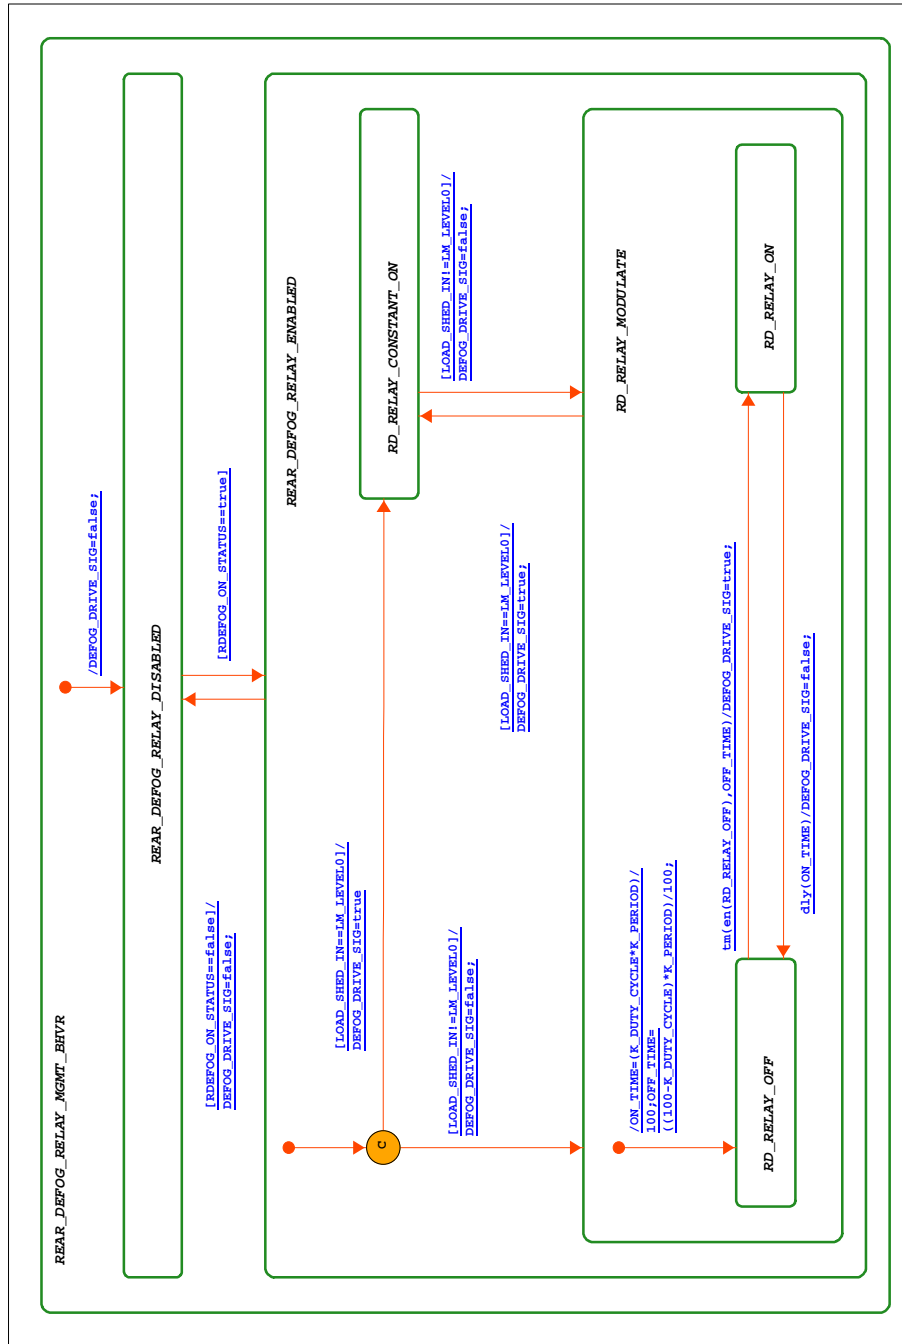 REAR_DEFOG_RELAY_MGMT_BHVR
/DEFOG_DRIVE_SIG=false;
REAR_DEFOG_RELAY_DISABLED
[RDEFOG_ON_STATUS==false]/
DEFOG_DRIVE_SIG=false;
[RDEFOG_ON_STATUS==true]
REAR_DEFOG_RELAY_ENABLED
[LOAD_SHED_IN==LM_LEVEL0]/
DEFOG_DRIVE_SIG=true
C
RD_RELAY_CONSTANT_ON
[LOAD_SHED_IN!=LM_LEVEL0]/
DEFOG_DRIVE_SIG=false;
[LOAD_SHED_IN!=LM_LEVEL0]/
DEFOG_DRIVE_SIG=false;
[LOAD_SHED_IN==LM_LEVEL0]/
DEFOG_DRIVE_SIG=true;
RD_RELAY_MODULATE
/ON_TIME=(K_DUTY_CYCLE*K_PERIOD)/
100;OFF_TIME=
((100-K_DUTY_CYCLE)*K_PERIOD)/100;
tm(en(RD_RELAY_OFF),OFF_TIME)/DEFOG_DRIVE_SIG=true;
RD_RELAY_OFF
RD_RELAY_ON
dly(ON_TIME)/DEFOG_DRIVE_SIG=false;